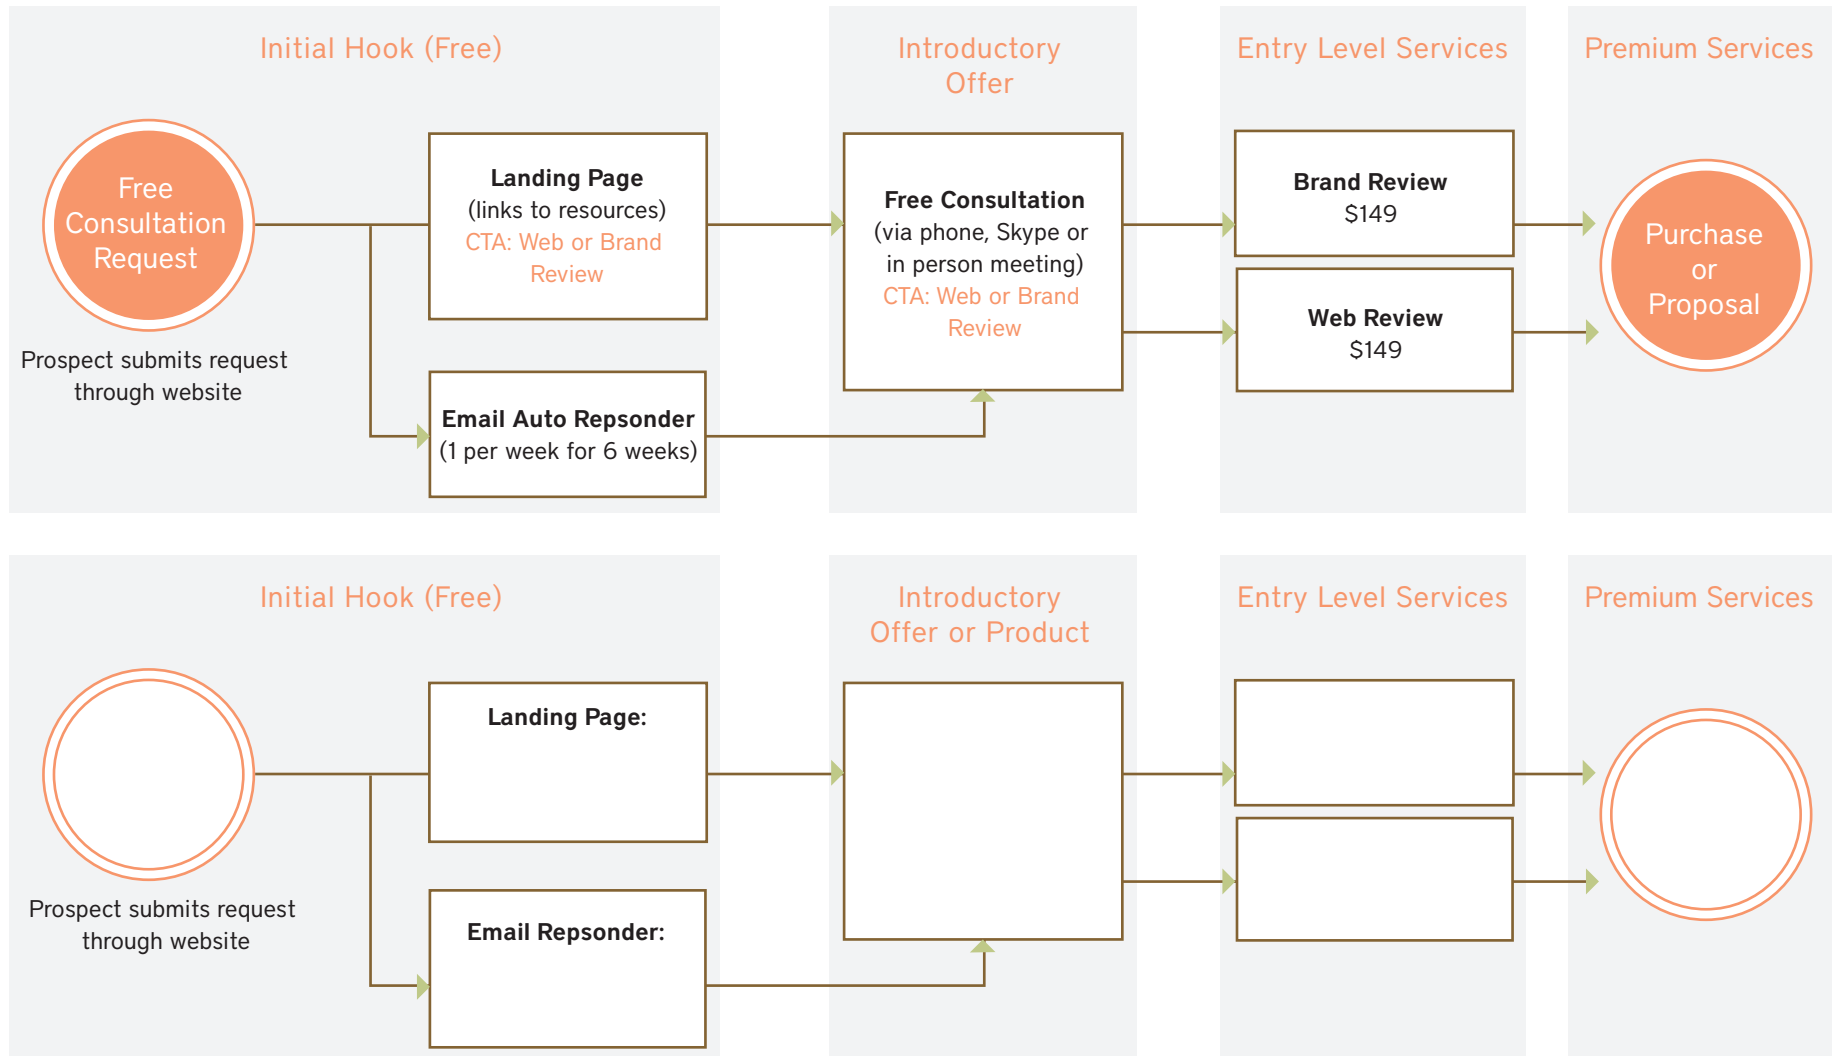 Initial Hook (Free)
Introductory
Offer
Entry Level Services
Premium Services
Free
Consultation
Request
Prospect submits request
through website
Landing Page
(links to resources)
CTA: Web or Brand
Review
Email Auto Repsonder
(1 per week for 6 weeks)
Free Consultation
(via phone, Skype or
in person meeting)
CTA: Web or Brand
Review
Brand Review
$149
Web Review
$149
Purchase
or
Proposal
Initial Hook (Free)
Introductory
Offer or Product
Entry Level Services
Premium Services
Prospect submits request
through website
Landing Page:
Email Repsonder: